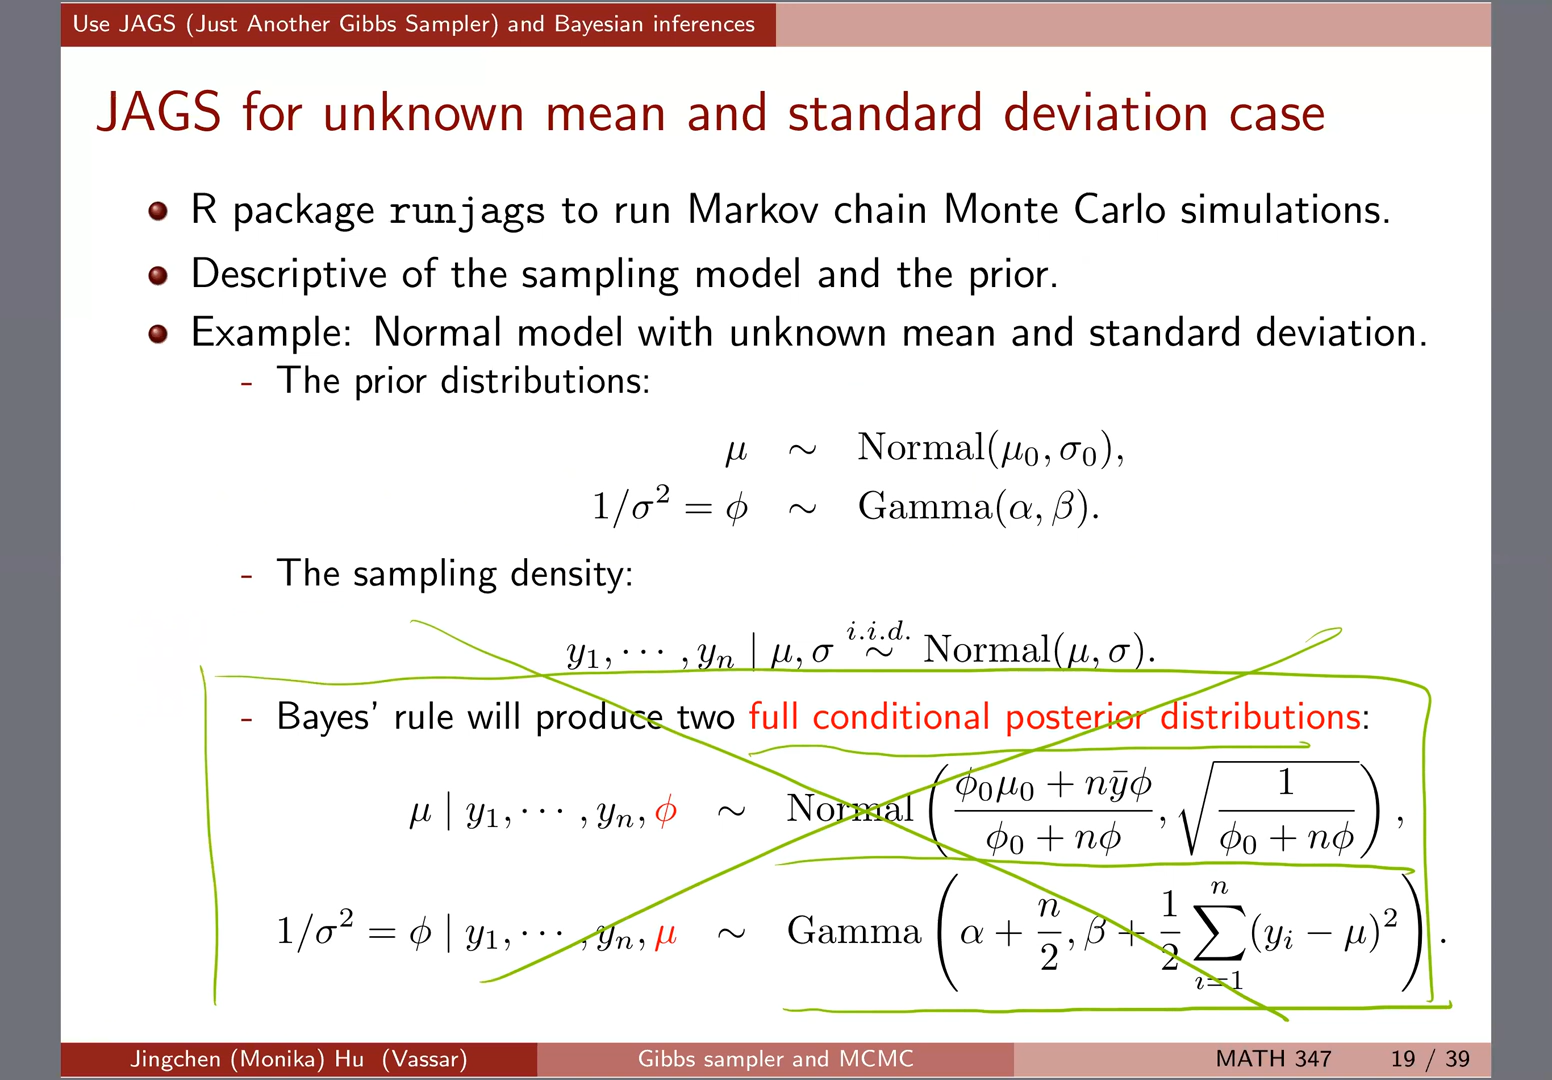 Use JAGS (Just Another Gibbs Sampler) and Bayesian inferences
JAGS for unknown mean and standard deviation case
R package runjags to run Markov chain Monte Carlo simulations.
Descriptive of the sampling model and the prior.
Example: Normal model with unknown mean and standard deviation.
- The prior distributions:
μ ∼ Normal(μ₀, σ₀),
1/σ² = ϕ ∼ Gamma(α, β).
- The sampling density:
y₁, ⋯ , yₙ | μ, σ i.i.d. ∼ Normal(μ, σ).
- Bayes' rule will produce two full conditional posterior distributions:
μ | y₁, ⋯ , yₙ, ϕ ∼ Normal( (ϕ₀μ₀ + nȳϕ)/(ϕ₀ + nϕ), √(1/(ϕ₀ + nϕ)) ),
1/σ² = ϕ | y₁, ⋯ , yₙ, μ ∼ Gamma( α + n/2, β + 1/2 ∑ᵢ₌₁ⁿ (yᵢ − μ)² ).
Jingchen (Monika) Hu (Vassar) Gibbs sampler and MCMC MATH 347 19 / 39